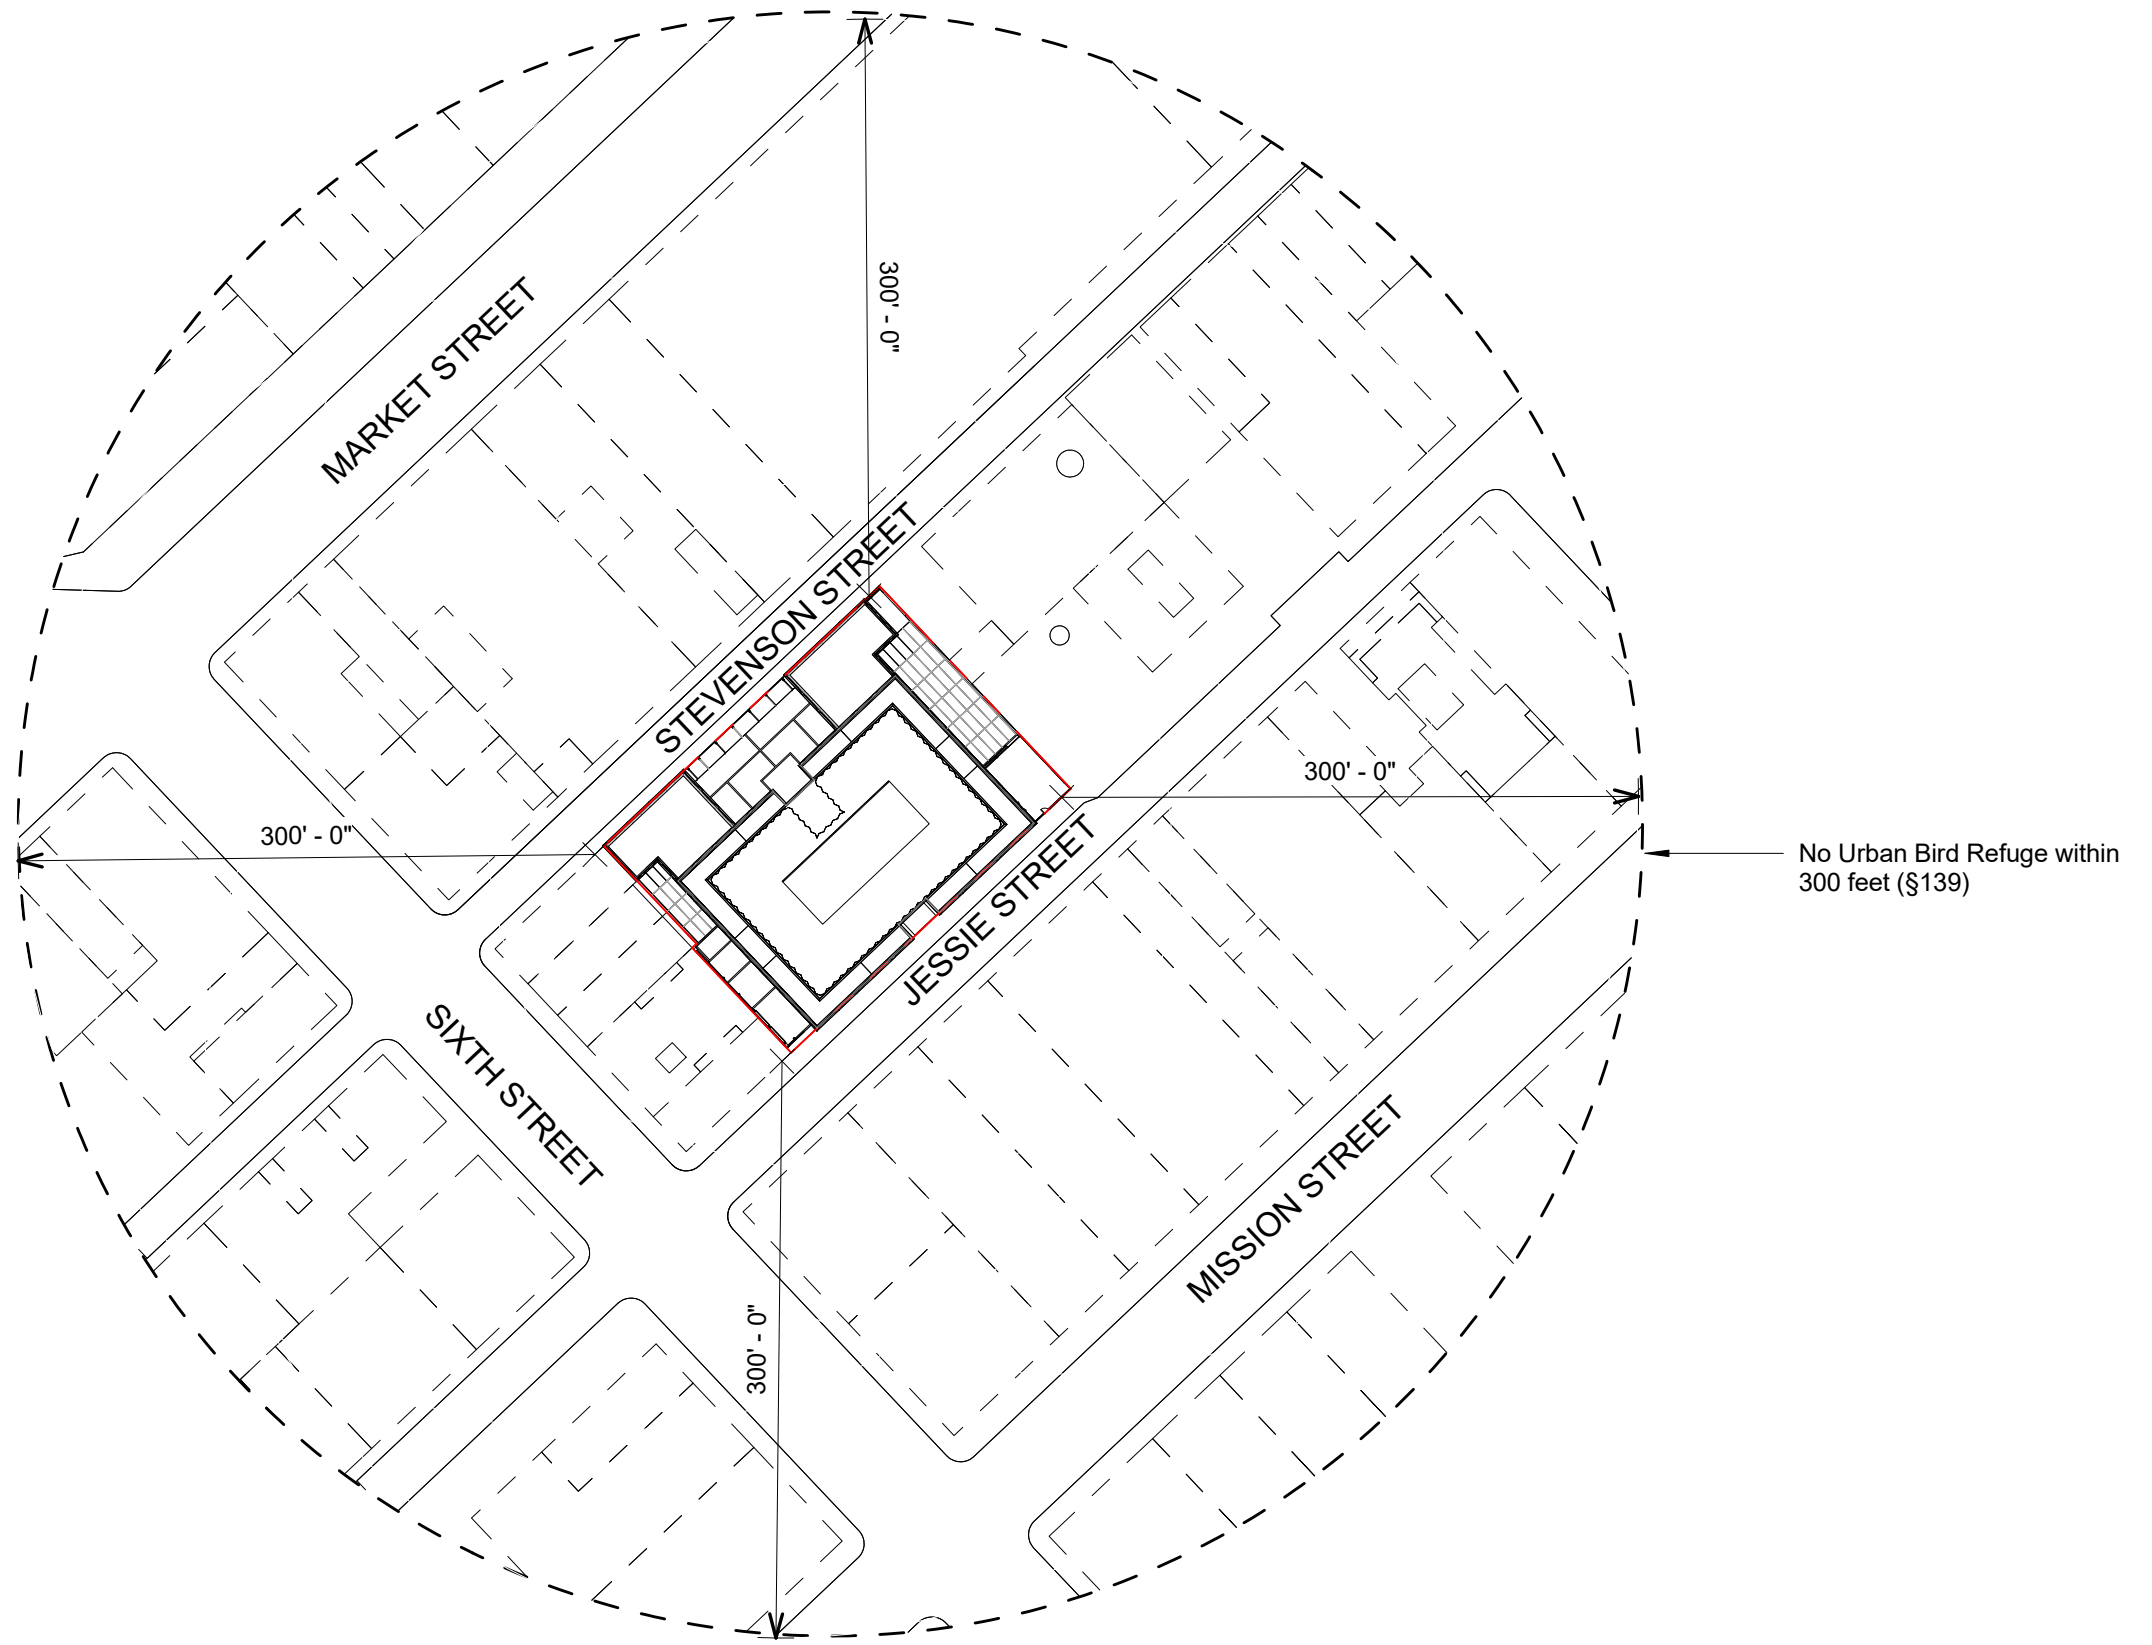 300' - 0"
MARKET STREET
STEVENSON STREET
300' - 0"
300' - 0"
No Urban Bird Refuge within
300 feet (§139)
JESSIE STREET
SIXTH STREET
MISSION STREET
300' - 0"